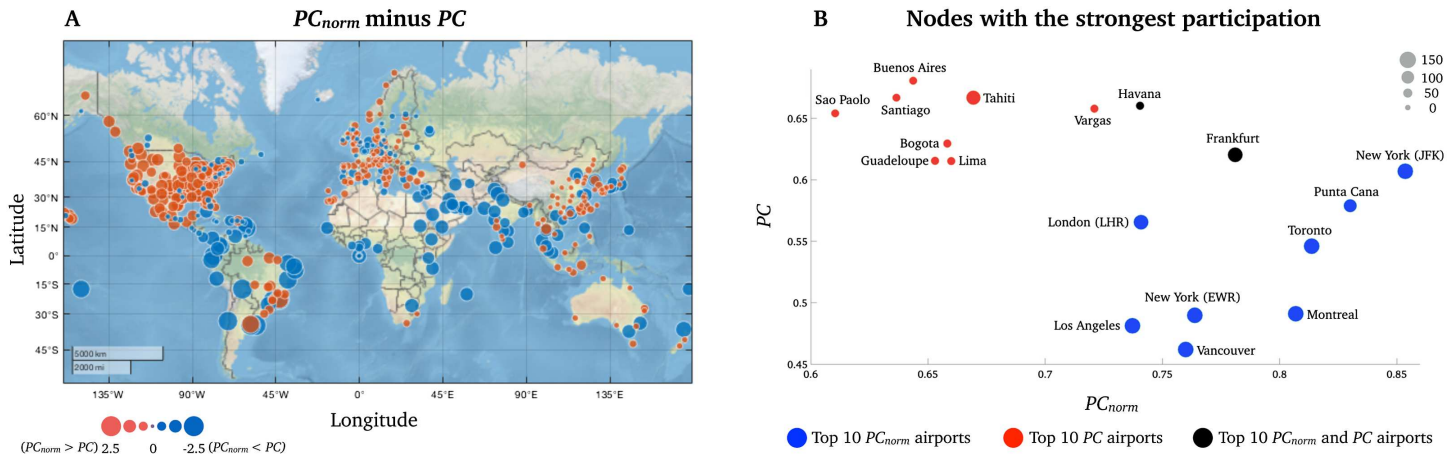 A
PCnorm minus PC
Latitude
60°N
45°N
30°N
15°N
0°
15°S
30°S
45°S
5000 km
2000 mi
135°W
90°W
45°W
0°
45°E
90°E
135°E
Longitude
(PCnorm > PC) 2.5 0 -2.5 (PCnorm < PC)
B
Nodes with the strongest participation
150
100
50
0
PC
0.65
0.6
0.55
0.5
0.45
Buenos Aires
Sao Paolo
Santiago
Tahiti
Havana
Vargas
Bogota
Guadeloupe
Lima
Frankfurt
New York (JFK)
Punta Cana
London (LHR)
Toronto
New York (EWR)
Los Angeles
Montreal
Vancouver
0.6
0.65
0.7
0.75
0.8
0.85
PCnorm
Top 10 PCnorm airports
Top 10 PC airports
Top 10 PCnorm and PC airports